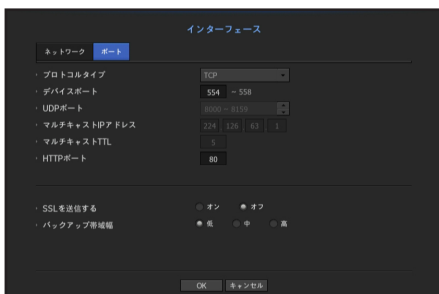 インターフェース
ネットワーク ポート
· プロトコルタイプ TCP
· デバイスポート 554 ~ 558
· UDPポート 8000 ~ 8159
· マルチキャストIPアドレス 224 126 63 1
· マルチキャストTTL 5
· HTTPポート 80
· SSLを送信する オン オフ
· バックアップ帯域幅 低 中 高
OK キャンセル